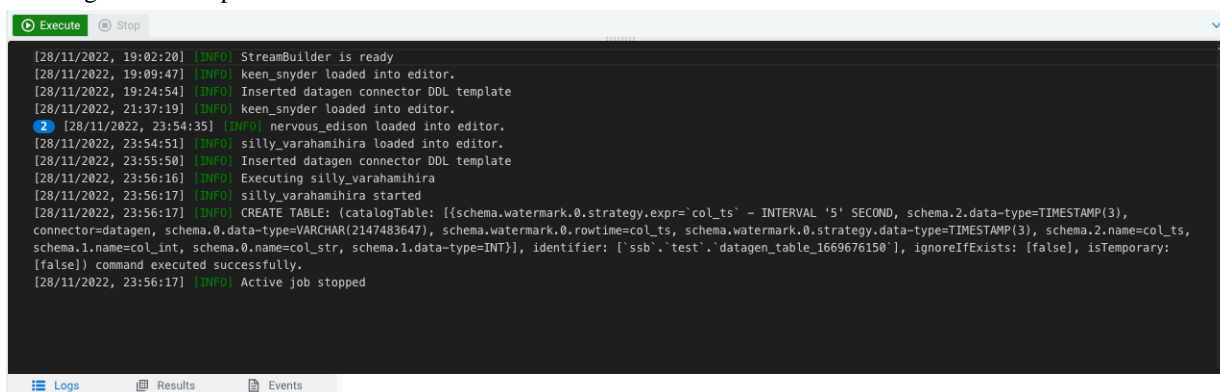 Execute Stop
[28/11/2022, 19:02:20] [INFO] StreamBuilder is ready
[28/11/2022, 19:09:47] [INFO] keen_snyder loaded into editor.
[28/11/2022, 19:24:54] [INFO] Inserted datagen connector DDL template
[28/11/2022, 21:37:19] [INFO] keen_snyder loaded into editor.
2 [28/11/2022, 23:54:35] [INFO] nervous_edison loaded into editor.
[28/11/2022, 23:54:51] [INFO] silly_varahamihira loaded into editor.
[28/11/2022, 23:55:50] [INFO] Inserted datagen connector DDL template
[28/11/2022, 23:56:16] [INFO] Executing silly_varahamihira
[28/11/2022, 23:56:17] [INFO] silly_varahamihira started
[28/11/2022, 23:56:17] [INFO] CREATE TABLE: (catalogTable: [{schema.watermark.0.strategy.expr=`col_ts` - INTERVAL '5' SECOND, schema.2.data-type=TIMESTAMP(3),
connector=datagen, schema.0.data-type=VARCHAR(2147483647), schema.watermark.0.rowtime=col_ts, schema.watermark.0.strategy.data-type=TIMESTAMP(3), schema.2.name=col_ts,
schema.1.name=col_int, schema.0.name=col_str, schema.1.data-type=INT}], identifier: [`ssb`.`test`.`datagen_table_1669676150`], ignoreIfExists: [false], isTemporary:
[false]) command executed successfully.
[28/11/2022, 23:56:17] [INFO] Active job stopped
Logs Results Events